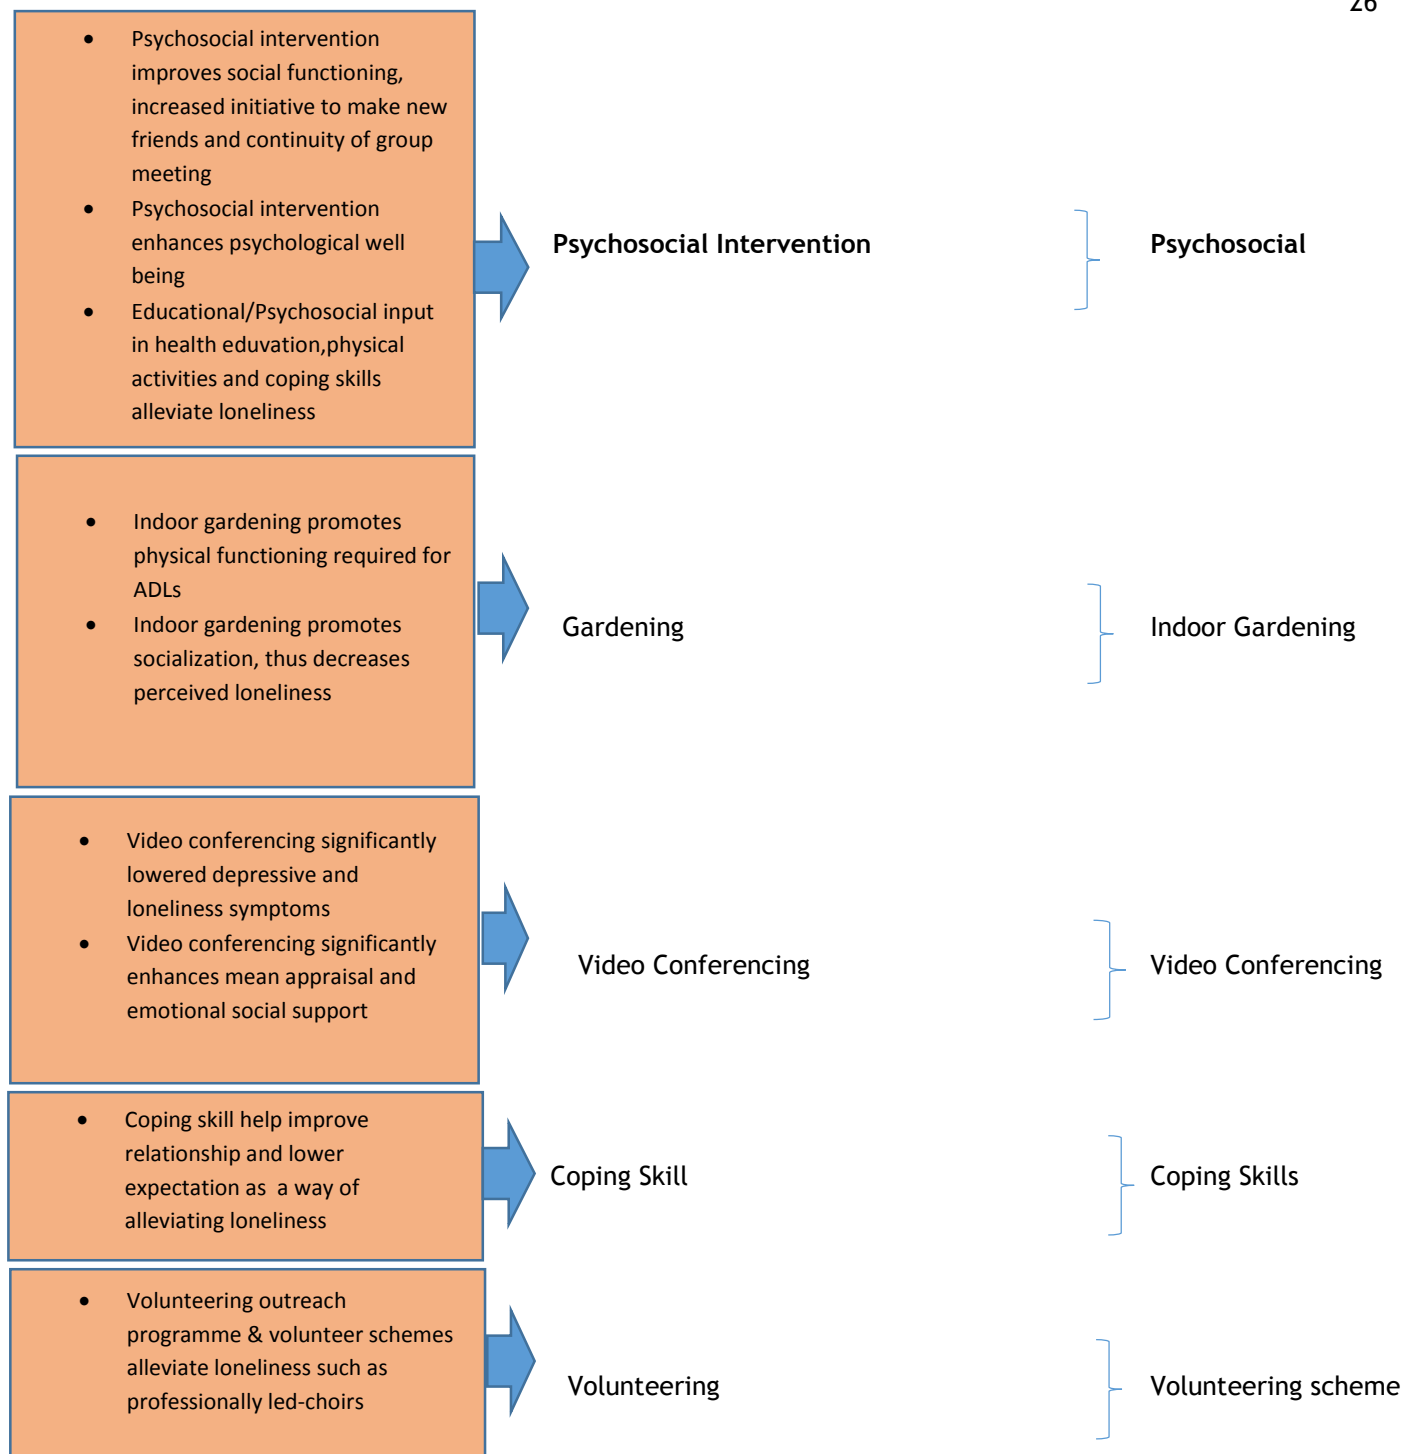 26
• Psychosocial intervention
improves social functioning,
increased initiative to make new
friends and continuity of group
meeting
• Psychosocial intervention
enhances psychological well
being
• Educational/Psychosocial input
in health eduvation,physical
activities and coping skills
alleviate loneliness
Psychosocial Intervention
Psychosocial
• Indoor gardening promotes
physical functioning required for
ADLs
• Indoor gardening promotes
socialization, thus decreases
perceived loneliness
Gardening
Indoor Gardening
• Video conferencing significantly
lowered depressive and
loneliness symptoms
• Video conferencing significantly
enhances mean appraisal and
emotional social support
Video Conferencing
Video Conferencing
• Coping skill help improve
relationship and lower
expectation as a way of
alleviating loneliness
Coping Skill
Coping Skills
• Volunteering outreach
programme & volunteer schemes
alleviate loneliness such as
professionally led-choirs
Volunteering
Volunteering scheme